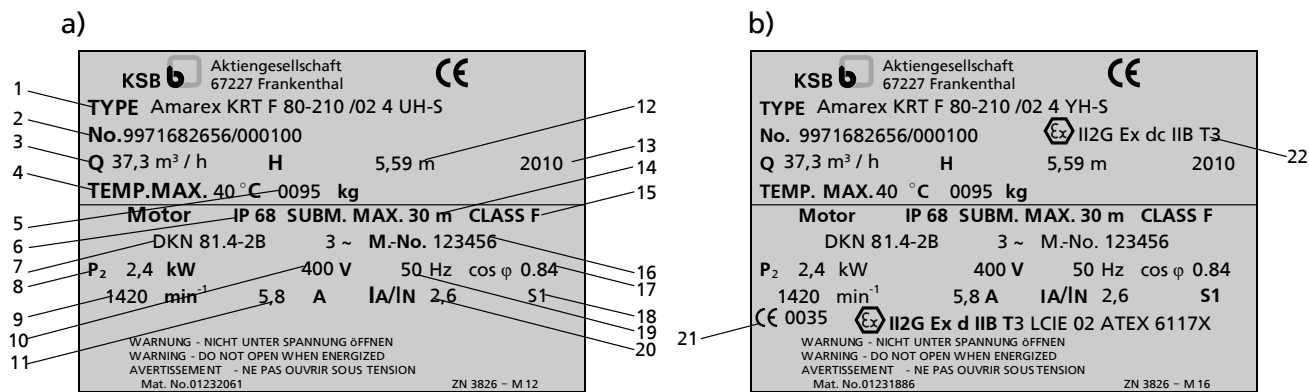 a)
KSB b Aktiengesellschaft
67227 Frankenthal
CE
TYPE Amarex KRT F 80-210 /02 4 UH-S
No. 9971682656/000100
Q 37,3 m³ / h H 5,59 m 2010
TEMP.MAX. 40 °C 0095 kg
Motor IP 68 SUBM. MAX. 30 m CLASS F
DKN 81.4-2B 3 ~ M.-No. 123456
P₂ 2,4 kW 400 V 50 Hz cos φ 0.84
1420 min⁻¹ 5,8 A IA/IN 2,6 S1
WARNUNG - NICHT UNTER SPANNUNG öFFNEN
WARNING - DO NOT OPEN WHEN ENERGIZED
AVERTISSEMENT - NE PAS OUVRIR SOUS TENSION
Mat. No.01232061 ZN 3826 – M 12
1
2
3
4
5
6
7
8
9
10
11
12
13
14
15
16
17
18
19
20
b)
KSB b Aktiengesellschaft
67227 Frankenthal
CE
TYPE Amarex KRT F 80-210 /02 4 YH-S
No. 9971682656/000100 Ex II2G Ex dc IIB T3
Q 37,3 m³ / h H 5,59 m 2010
TEMP. MAX. 40 °C 0095 kg
Motor IP 68 SUBM. MAX. 30 m CLASS F
DKN 81.4-2B 3 ~ M.-No. 123456
P₂ 2,4 kW 400 V 50 Hz cos φ 0.84
1420 min⁻¹ 5,8 A IA/IN 2,6 S1
CE 0035 Ex II2G Ex d IIB T3 LCIE 02 ATEX 6117X
WARNUNG - NICHT UNTER SPANNUNG öFFNEN
WARNING - DO NOT OPEN WHEN ENERGIZED
AVERTISSEMENT - NE PAS OUVRIR SOUS TENSION
Mat. No.01231886 ZN 3826 – M 16
21
22